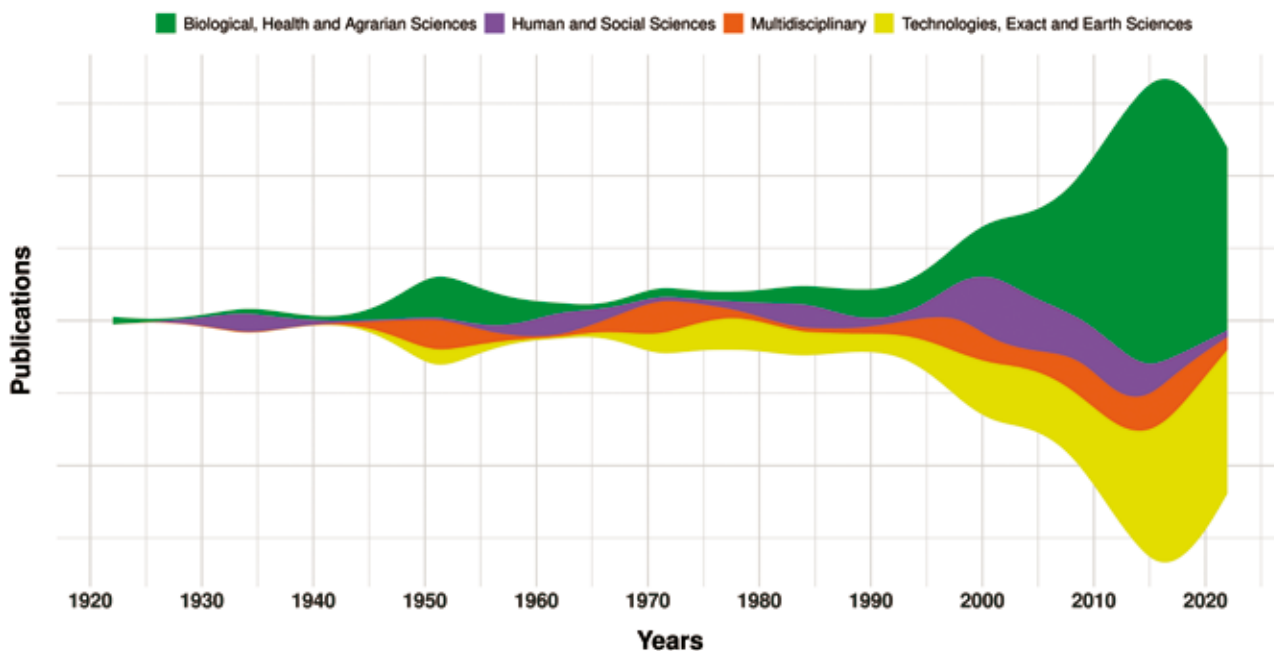 Biological, Health and Agrarian Sciences Human and Social Sciences Multidisciplinary Technologies, Exact and Earth Sciences
Publications
1920 1930 1940 1950 1960 1970 1980 1990 2000 2010 2020
Years